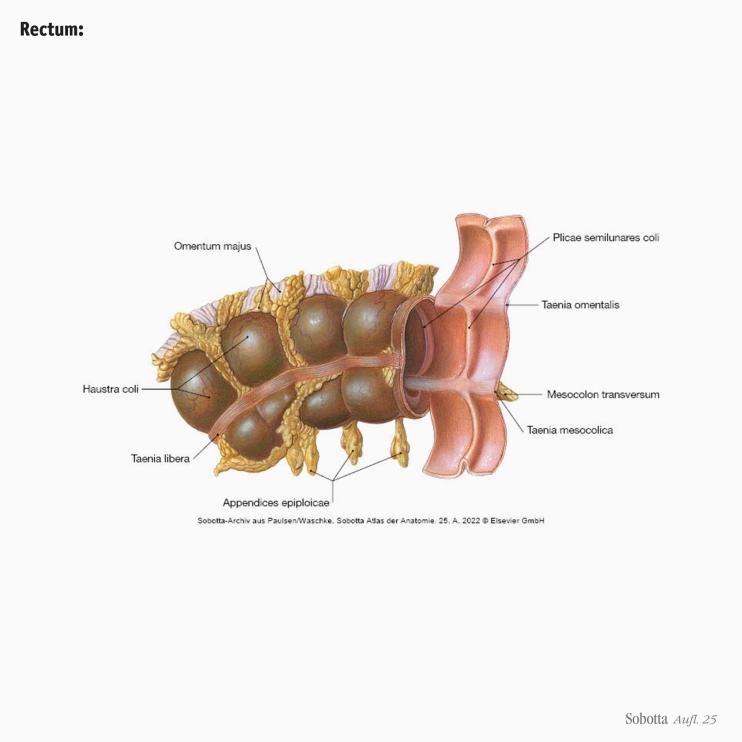 Rectum:
Omentum majus
Plicae semilunares coli
Taenia omentalis
Haustra coli
Mesocolon transversum
Taenia mesocolica
Taenia libera
Appendices epiploicae
Sobotta-Archiv aus Paulsen/Waschke, Sobotta Atlas der Anatomie, 25. A. 2022 © Elsevier GmbH
Sobotta Aufl. 25